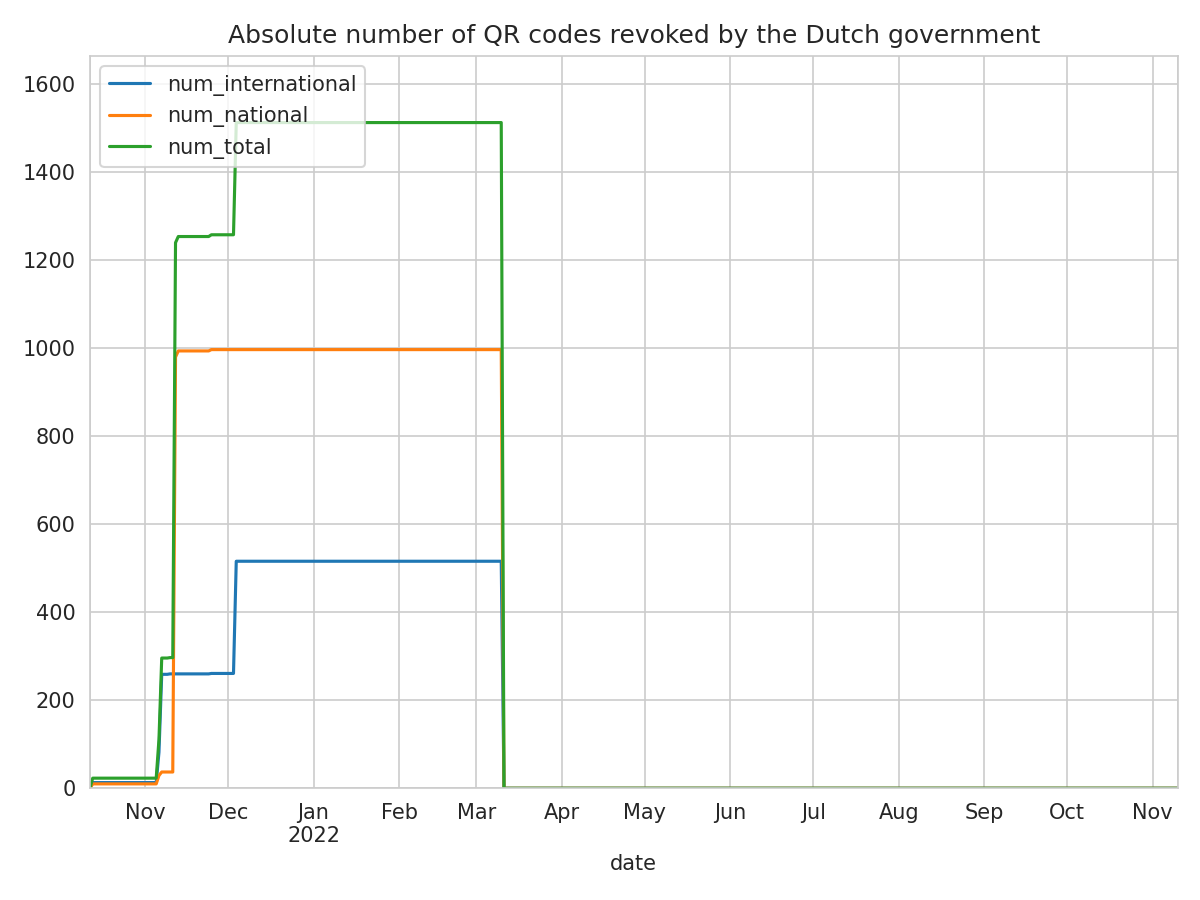 Absolute number of QR codes revoked by the Dutch government
num_international
num_national
num_total
1600
1400
1200
1000
800
600
400
200
0
Nov Dec Jan Feb Mar Apr May Jun Jul Aug Sep Oct Nov
2022
date